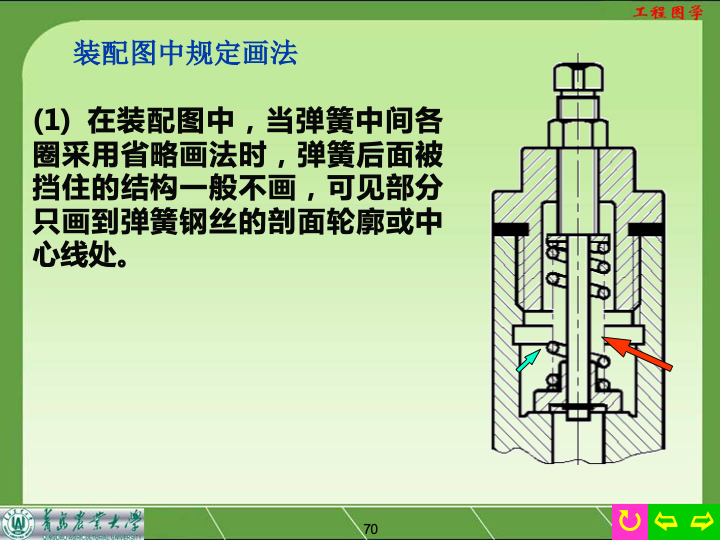 工程图学
装配图中规定画法
(1) 在装配图中，当弹簧中间各
圈采用省略画法时，弹簧后面被
挡住的结构一般不画，可见部分
只画到弹簧钢丝的剖面轮廓或中
心线处。
青岛农业大学
70